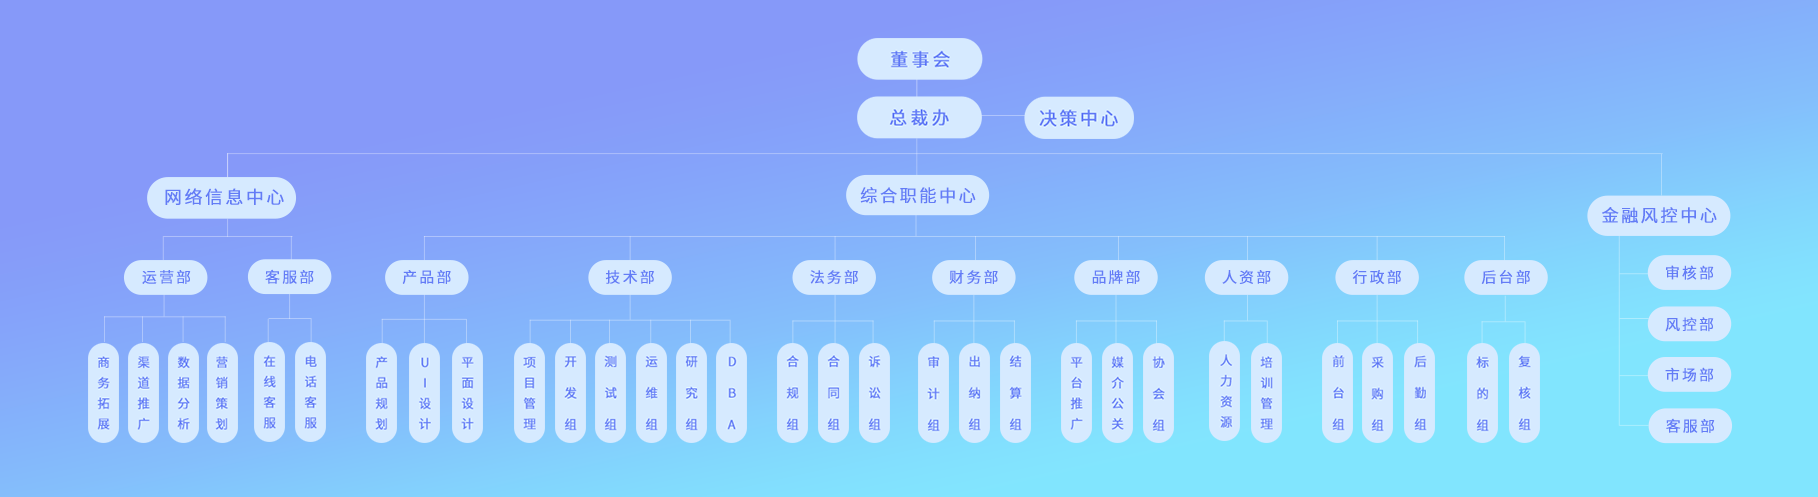 董事会
总裁办
决策中心
网络信息中心
综合职能中心
金融风控中心
运营部
客服部
产品部
技术部
法务部
财务部
品牌部
人资部
行政部
后台部
审核部
风控部
市场部
客服部
商务拓展
渠道推广
数据分析
营销策划
在线客服
电话客服
产品规划
UI设计
平面设计
项目管理
开发组
测试组
运维组
研究组
DBA
合规组
合同组
诉讼组
审计组
出纳组
结算组
平台推广
媒介公关
协会组
人力资源
培训管理
前台组
采购组
后勤组
标的组
复核组